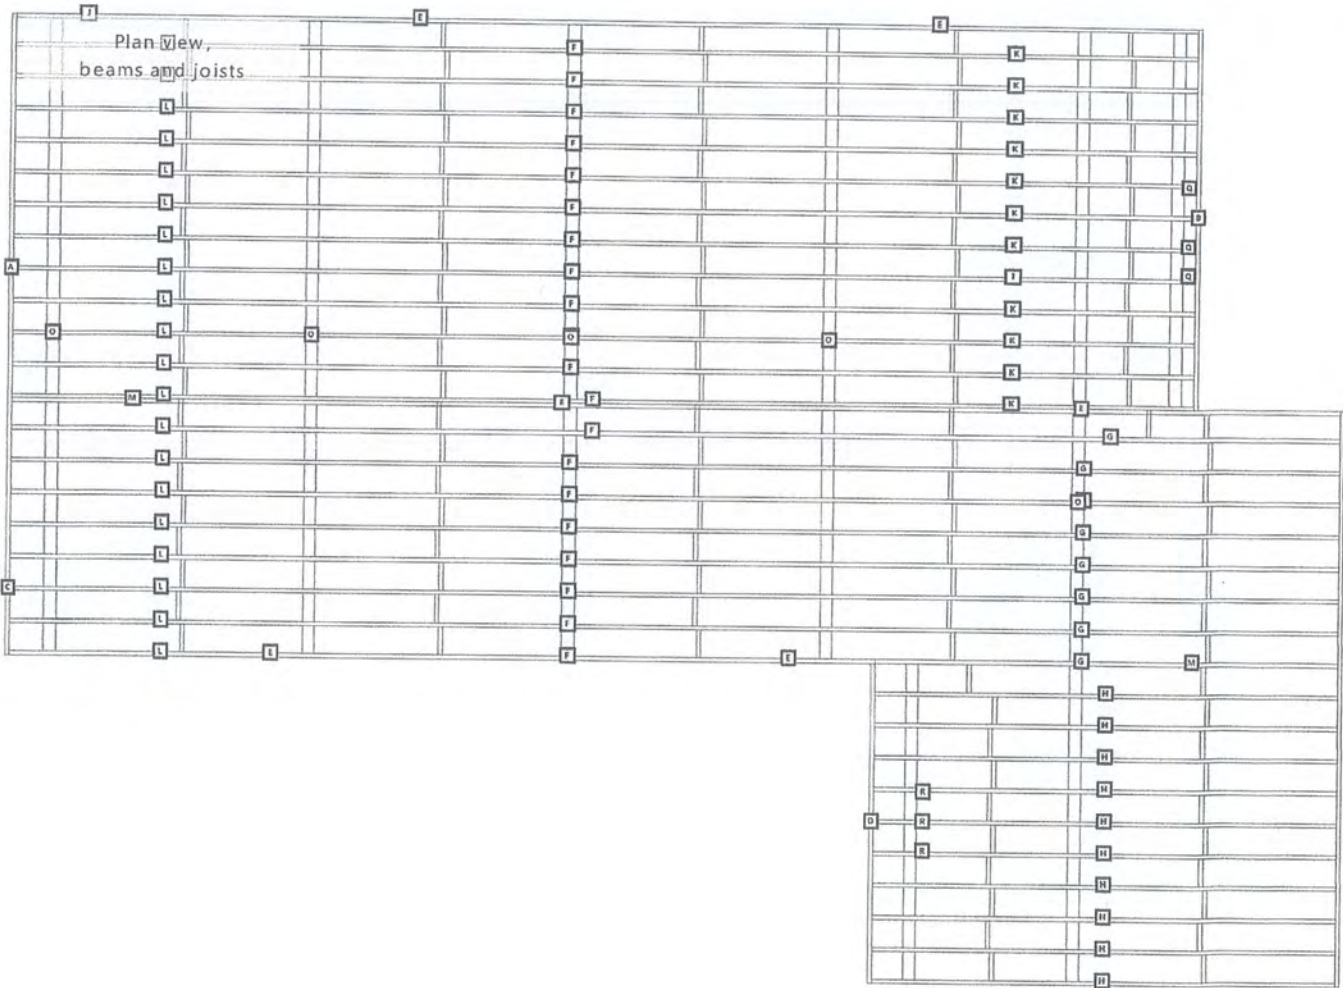 J E E
Plan view,
F K
beams and joists
F K
L F K
L F K
L F K Q
L F K B
L F K Q
A L F I Q
L F K
O L O O O K
L F K
M L E F K E
L F G
L F G
L F O
L F G
L F G
C L F G
L F G
L E F E G M
H
H
H
R H
D R H
R H
H
H
H
H